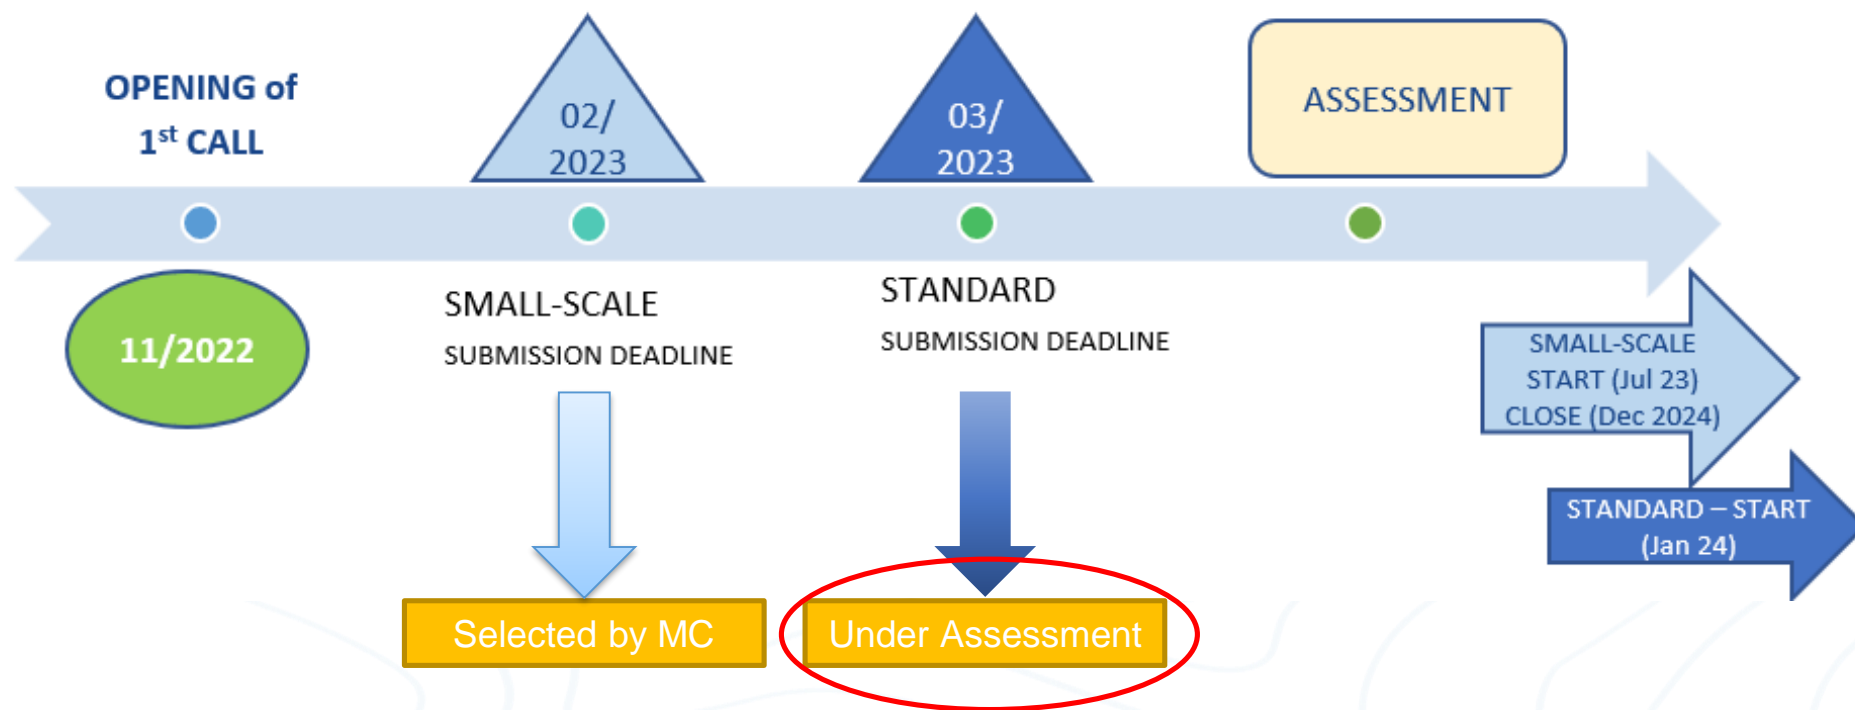 OPENING of
1st CALL
02/
2023
03/
2023
ASSESSMENT
11/2022
SMALL-SCALE
SUBMISSION DEADLINE
STANDARD
SUBMISSION DEADLINE
SMALL-SCALE
START (Jul 23)
CLOSE (Dec 2024)
STANDARD – START
(Jan 24)
Selected by MC
Under Assessment